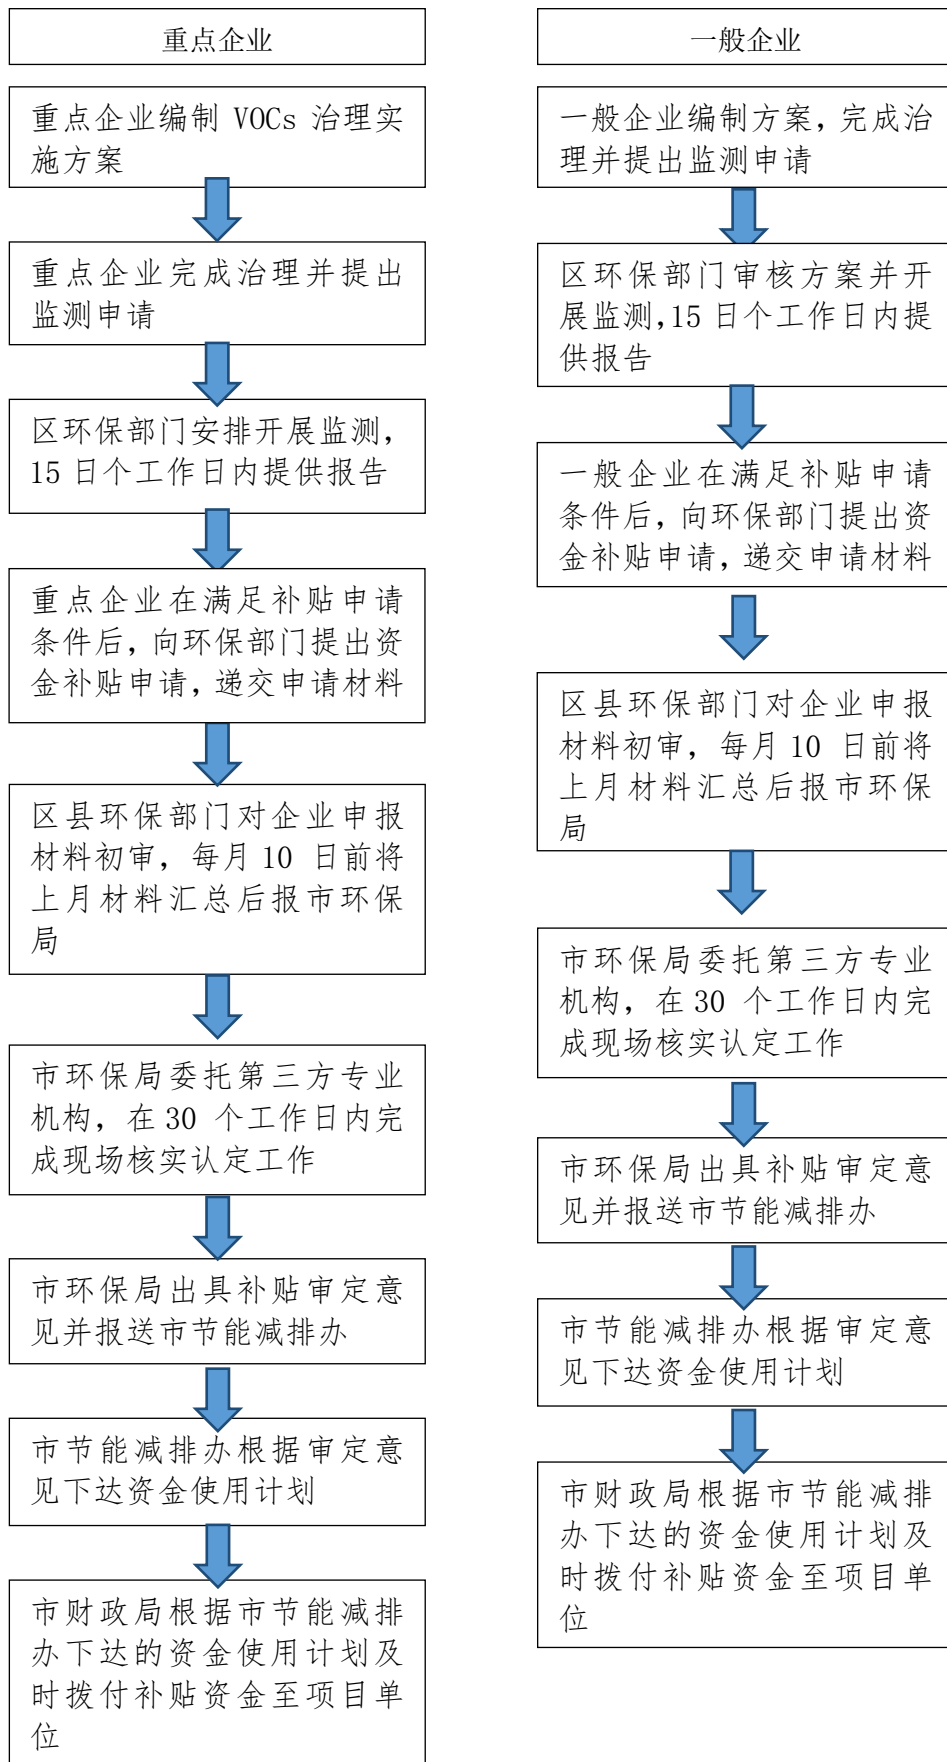 重点企业
重点企业编制 VOCs 治理实
施方案
重点企业完成治理并提出
监测申请
区环保部门安排开展监测，
15 日个工作日内提供报告
重点企业在满足补贴申请
条件后，向环保部门提出资
金补贴申请，递交申请材料
区县环保部门对企业申报
材料初审，每月 10 日前将
上月材料汇总后报市环保
局
市环保局委托第三方专业
机构，在 30 个工作日内完
成现场核实认定工作
市环保局出具补贴审定意
见并报送市节能减排办
市节能减排办根据审定意
见下达资金使用计划
市财政局根据市节能减排
办下达的资金使用计划及
时拨付补贴资金至项目单
位
一般企业
一般企业编制方案，完成治
理并提出监测申请
区环保部门审核方案并开
展监测，15 日个工作日内提
供报告
一般企业在满足补贴申请
条件后，向环保部门提出资
金补贴申请，递交申请材料
区县环保部门对企业申报
材料初审，每月 10 日前将
上月材料汇总后报市环保
局
市环保局委托第三方专业
机构，在 30 个工作日内完
成现场核实认定工作
市环保局出具补贴审定意
见并报送市节能减排办
市节能减排办根据审定意
见下达资金使用计划
市财政局根据市节能减排
办下达的资金使用计划及
时拨付补贴资金至项目单
位